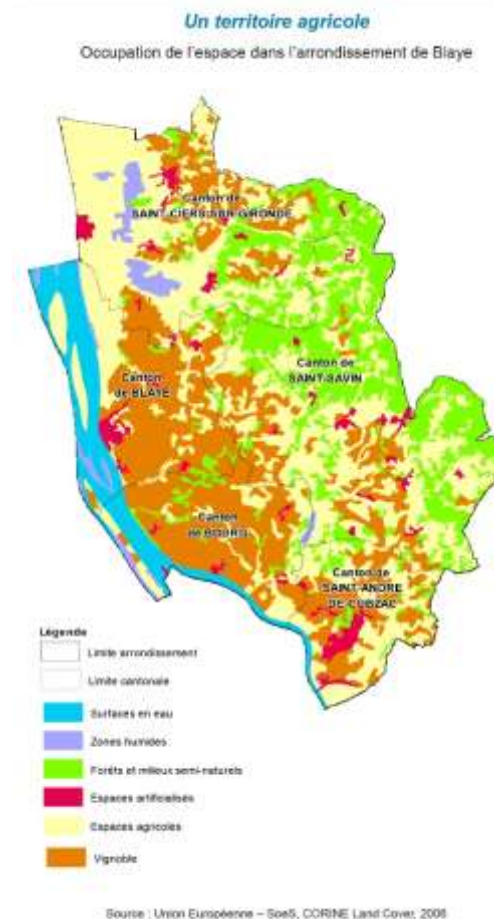 Un territoire agricole
Occupation de l'espace dans l'arrondissement de Blaye
Canton de
SAINT-CIERS-SUR-GIRONDE
Canton de
SAINT-SAVIN
Canton
de BLAYE
Canton
de BOURG
Canton de
SAINT-ANDRE
DE CUBZAC
Légende
Limite arrondissement
Limite cantonale
Surfaces en eau
Zones humides
Forêts et milieux semi-naturels
Espaces artificialisés
Espaces agricoles
Vignoble
Source : Union Européenne – SoeS, CORINE Land Cover, 2006